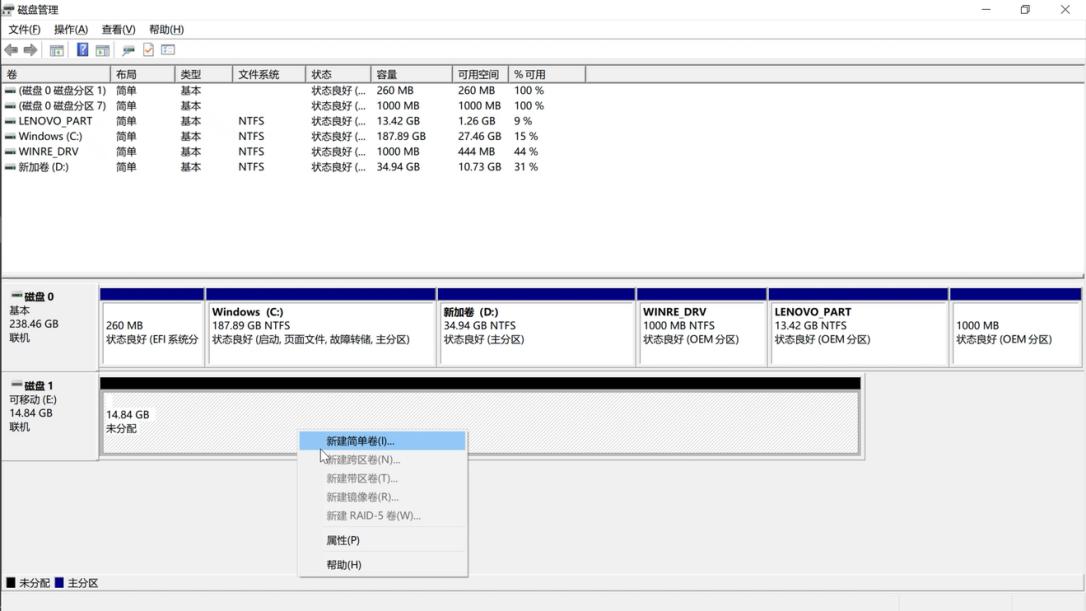 磁盘管理
文件(F) 操作(A) 查看(V) 帮助(H)
卷 布局 类型 文件系统 状态 容量 可用空间 % 可用
(磁盘 0 磁盘分区 1) 简单 基本 状态良好 (... 260 MB 260 MB 100 %
(磁盘 0 磁盘分区 7) 简单 基本 状态良好 (... 1000 MB 1000 MB 100 %
LENOVO_PART 简单 基本 NTFS 状态良好 (... 13.42 GB 1.26 GB 9 %
Windows (C:) 简单 基本 NTFS 状态良好 (... 187.89 GB 27.46 GB 15 %
WINRE_DRV 简单 基本 NTFS 状态良好 (... 1000 MB 444 MB 44 %
新加卷 (D:) 简单 基本 NTFS 状态良好 (... 34.94 GB 10.73 GB 31 %
磁盘 0
基本
238.46 GB
联机
260 MB
状态良好 (EFI 系统分
Windows (C:)
187.89 GB NTFS
状态良好 (启动, 页面文件, 故障转储, 主分区)
新加卷 (D:)
34.94 GB NTFS
状态良好 (主分区)
WINRE_DRV
1000 MB NTFS
状态良好 (OEM 分区)
LENOVO_PART
13.42 GB NTFS
状态良好 (OEM 分区)
1000 MB
状态良好 (OEM 分区)
磁盘 1
可移动 (E:)
14.84 GB
联机
14.84 GB
未分配
新建简单卷(I)...
新建跨区卷(N)...
新建带区卷(T)...
新建镜像卷(R)...
新建 RAID-5 卷(W)...
属性(P)
帮助(H)
未分配 主分区